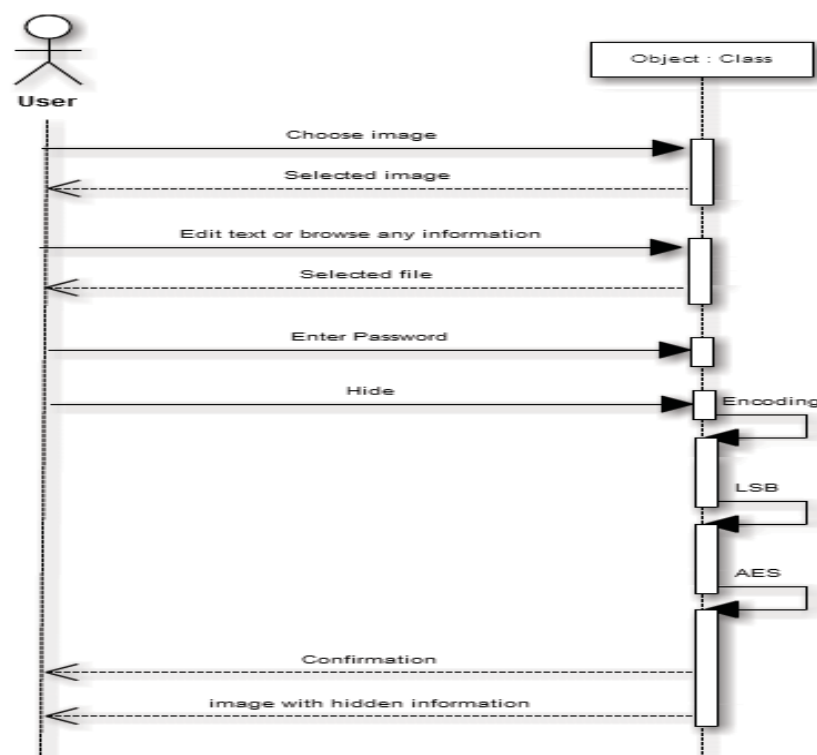 Object : Class
User
Choose image
Selected image
Edit text or browse any information
Selected file
Enter Password
Hide
Encoding
LSB
AES
Confirmation
image with hidden information